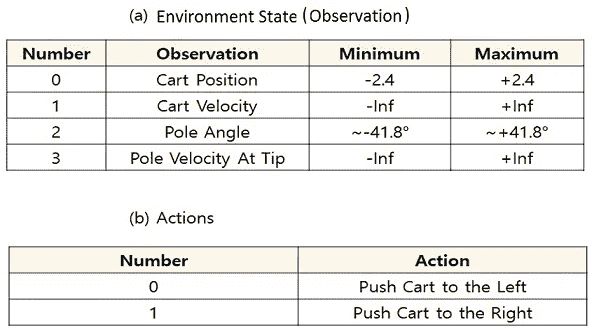 (a) Environment State (Observation)
Number Observation Minimum Maximum
0 Cart Position -2.4 +2.4
1 Cart Velocity -Inf +Inf
2 Pole Angle ~-41.8° ~+41.8°
3 Pole Velocity At Tip -Inf +Inf
(b) Actions
Number Action
0 Push Cart to the Left
1 Push Cart to the Right